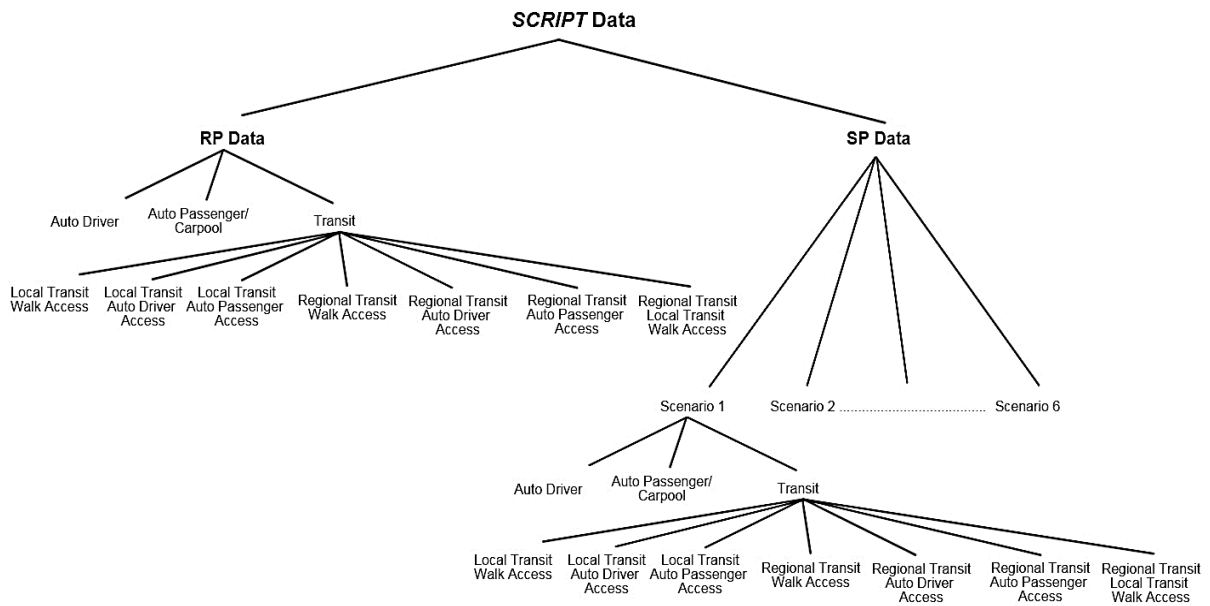 SCRIPT Data
RP Data
SP Data
Auto Driver
Auto Passenger/
Carpool
Transit
Local Transit
Walk Access
Local Transit
Auto Driver
Access
Local Transit
Auto Passenger
Access
Regional Transit
Walk Access
Regional Transit
Auto Driver
Access
Regional Transit
Auto Passenger
Access
Regional Transit
Local Transit
Walk Access
Scenario 1
Scenario 2 ....................................... Scenario 6
Auto Driver
Auto Passenger/
Carpool
Transit
Local Transit
Walk Access
Local Transit
Auto Driver
Access
Local Transit
Auto Passenger
Access
Regional Transit
Walk Access
Regional Transit
Auto Driver
Access
Regional Transit
Auto Passenger
Access
Regional Transit
Local Transit
Walk Access